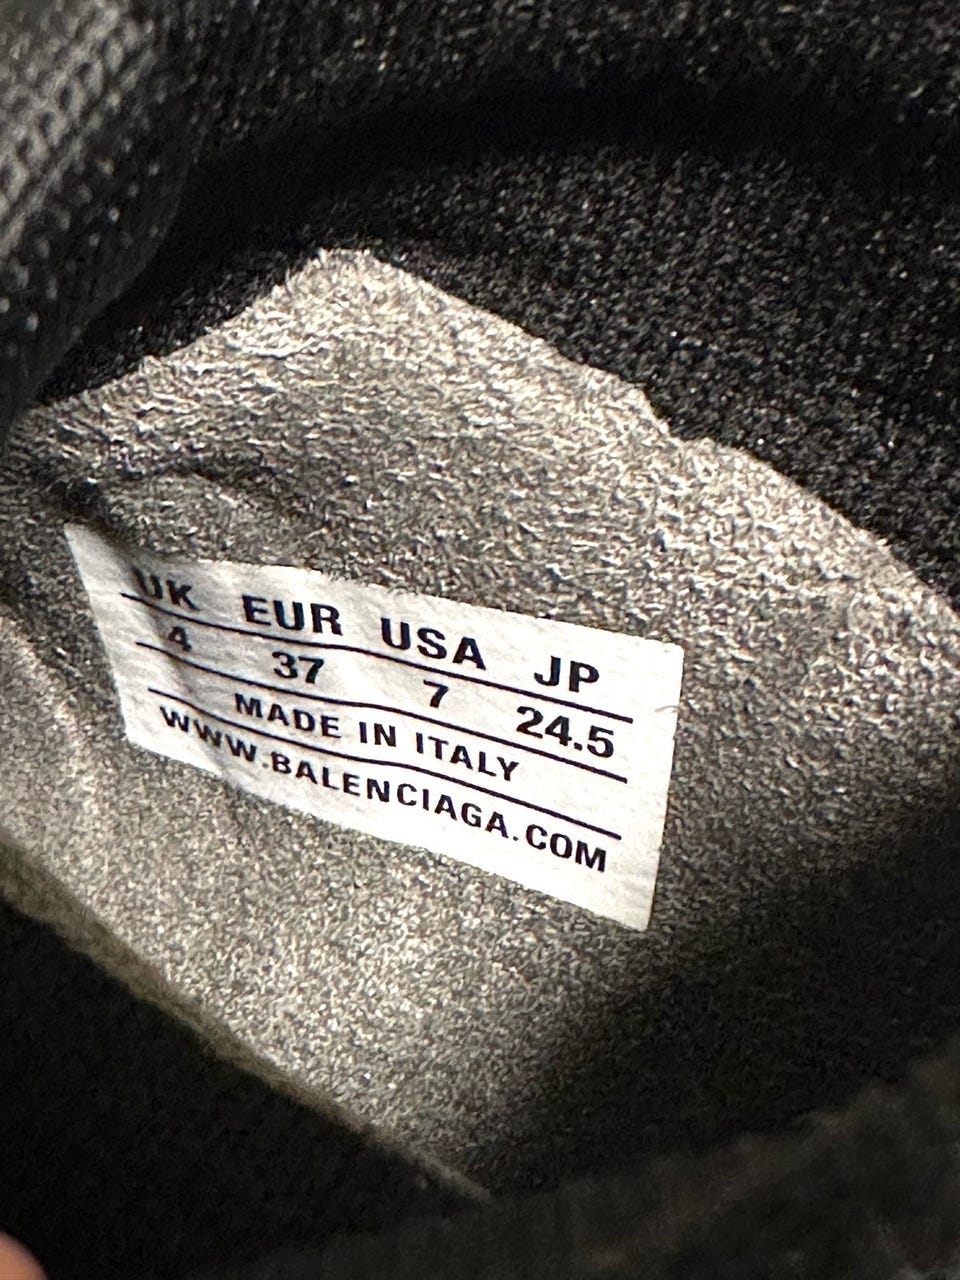 UK EUR USA JP
4 37 7 24.5
MADE IN ITALY
WWW.BALENCIAGA.COM